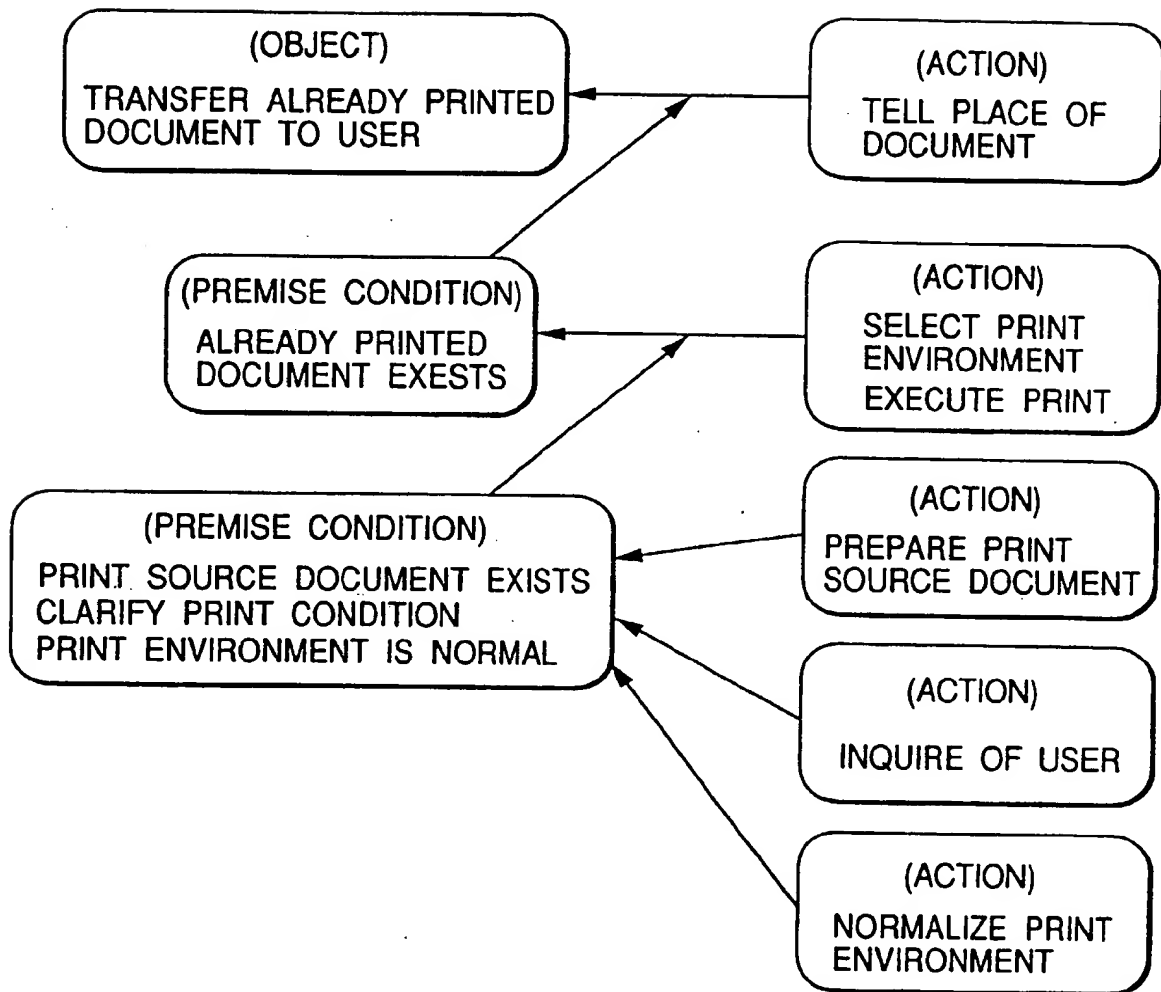 (OBJECT)
TRANSFER ALREADY PRINTED
DOCUMENT TO USER
(ACTION)
TELL PLACE OF
DOCUMENT
(PREMISE CONDITION)
ALREADY PRINTED
DOCUMENT EXESTS
(ACTION)
SELECT PRINT
ENVIRONMENT
EXECUTE PRINT
(PREMISE CONDITION)
PRINT SOURCE DOCUMENT EXISTS
CLARIFY PRINT CONDITION
PRINT ENVIRONMENT IS NORMAL
(ACTION)
PREPARE PRINT
SOURCE DOCUMENT
(ACTION)
INQUIRE OF USER
(ACTION)
NORMALIZE PRINT
ENVIRONMENT